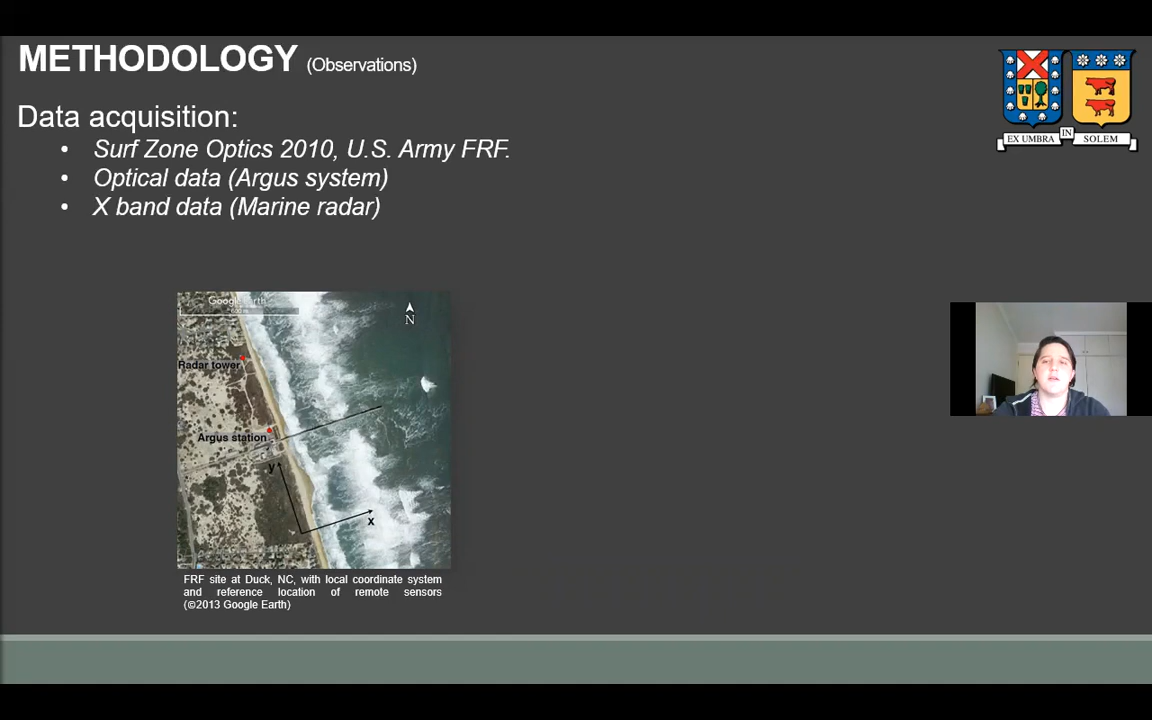 METHODOLOGY (Observations)
EX UMBRA IN SOLEM
Data acquisition:
• Surf Zone Optics 2010, U.S. Army FRF.
• Optical data (Argus system)
• X band data (Marine radar)
Google earth
N
Radar tower
Argus station
y
x
FRF site at Duck, NC, with local coordinate system
and reference location of remote sensors
(©2013 Google Earth)